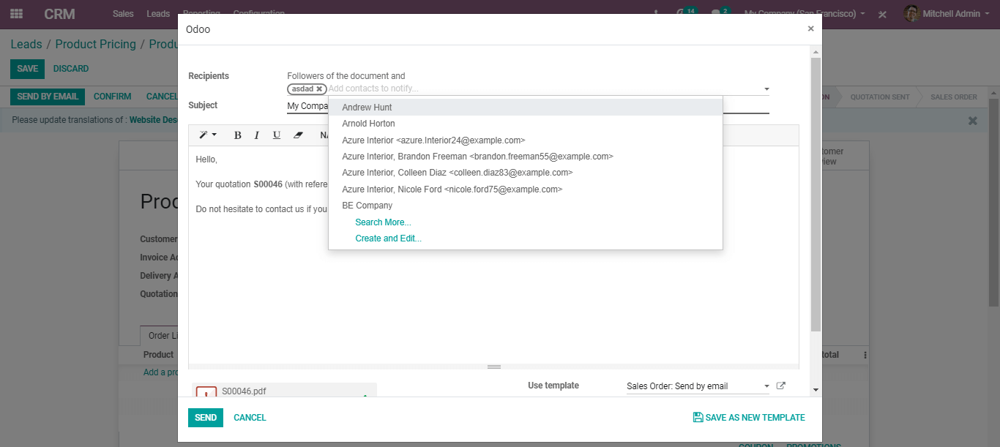 CRM Sales Leads Reporting Configuration 14 2 My Company (San Francisco) Mitchell Admin
Odoo
Leads / Product Pricing / Produ
SAVE DISCARD
SEND BY EMAIL CONFIRM CANCEL
ON QUOTATION SENT SALES ORDER
Please update translations of : Website Des
Recipients
Followers of the document and
asdad Add contacts to notify...
Subject
My Compa
Andrew Hunt
Arnold Horton
Azure Interior <azure.Interior24@example.com>
Azure Interior, Brandon Freeman <brandon.freeman55@example.com>
Azure Interior, Colleen Diaz <colleen.diaz83@example.com>
Azure Interior, Nicole Ford <nicole.ford75@example.com>
BE Company
Search More...
Create and Edit...
B I U
Hello,
Your quotation S00046 (with refere
Do not hesitate to contact us if you
Prod
Customer
Invoice Ad
Delivery A
Quotation
Order Li
Product
Add a pro
tomer
iew
total
S00046.pdf
Use template
Sales Order: Send by email
SEND CANCEL
SAVE AS NEW TEMPLATE
COUPON PROMOTIONS